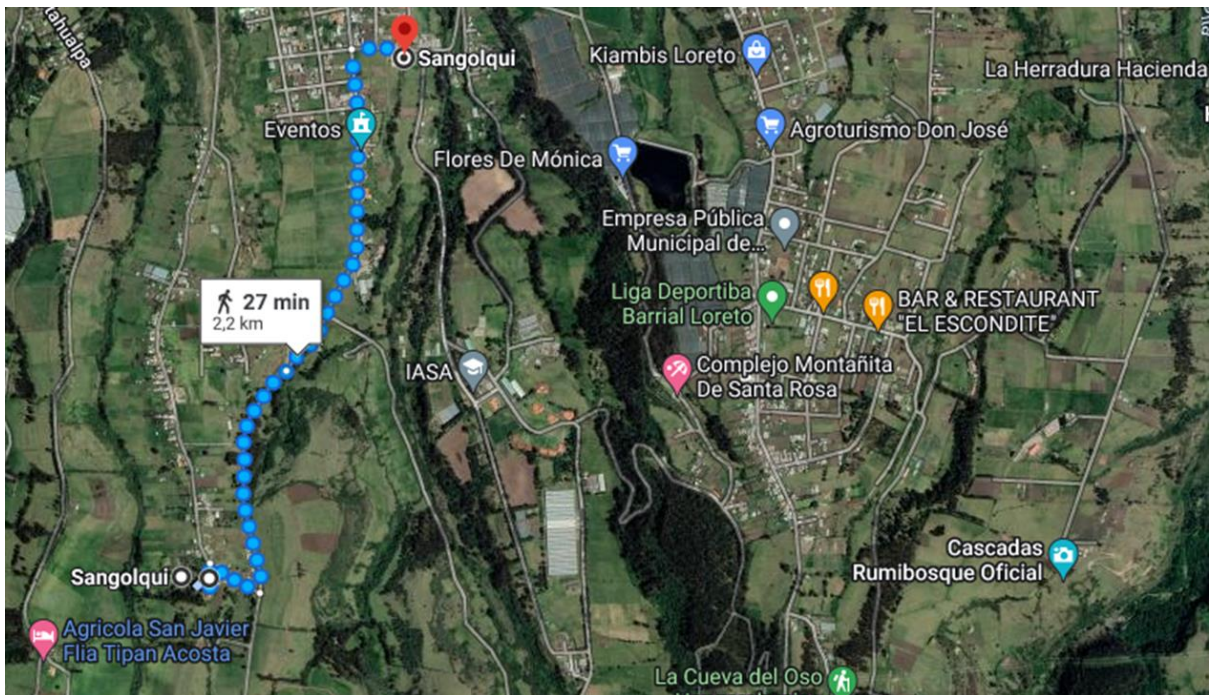 tahualpa
Sangolqui
Kiambis Loreto
La Herradura Hacienda
Eventos
Agroturismo Don José
Flores De Mónica
Empresa Pública
Municipal de...
27 min
2,2 km
Liga Deportiba
Barrial Loreto
BAR & RESTAURANT
"EL ESCONDITE"
IASA
Complejo Montañita
De Santa Rosa
Cascadas
Rumibosque Oficial
Sangolqui
Agricola San Javier
Flia Tipan Acosta
La Cueva del Oso